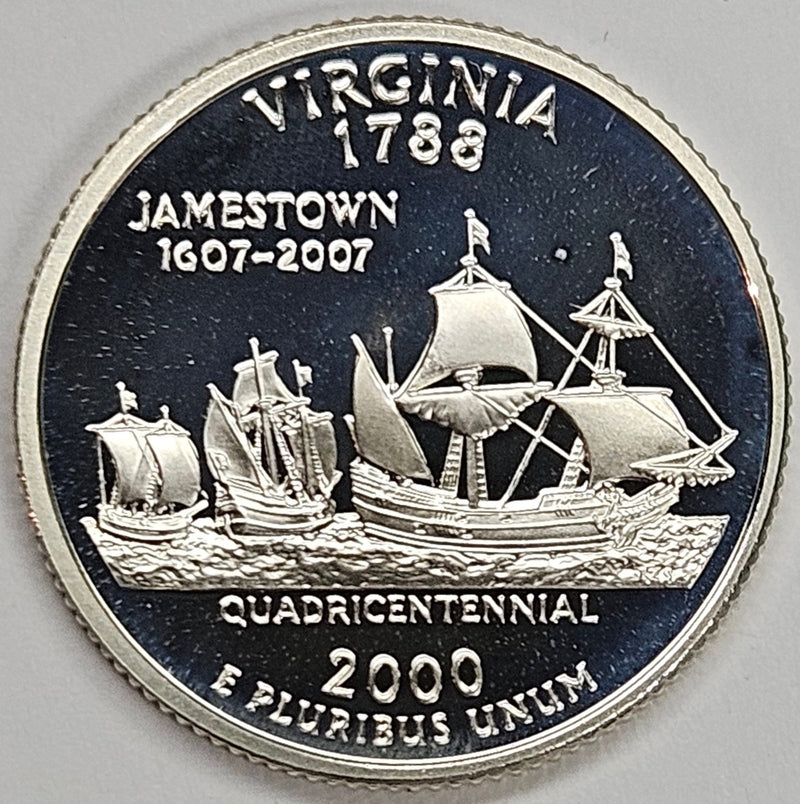 VIRGINIA
1788
JAMESTOWN
1607-2007
QUADRICENTENNIAL
2000
E PLURIBUS UNUM